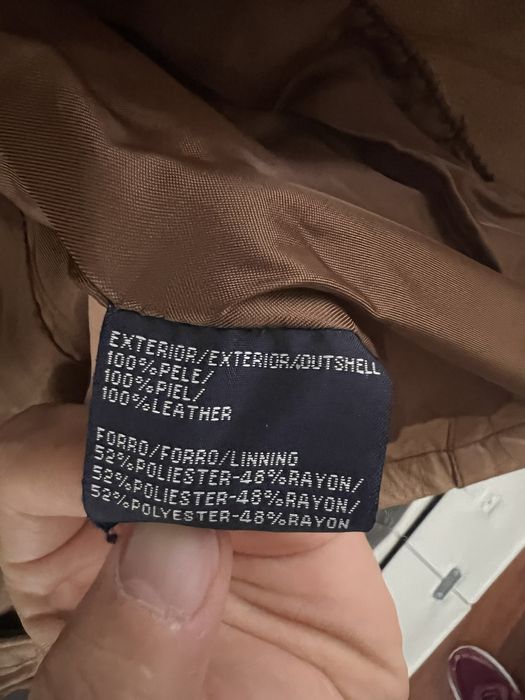 EXTERIOR/EXTERIOR/OUTSHELL
100%PELE/
100%PIEL/
100%LEATHER
FORRO/FORRO/LINNING
52%POLIESTER-48%RAYON/
52%POLIESTER-48%RAYON/
52%POLYESTER-48%RAYON